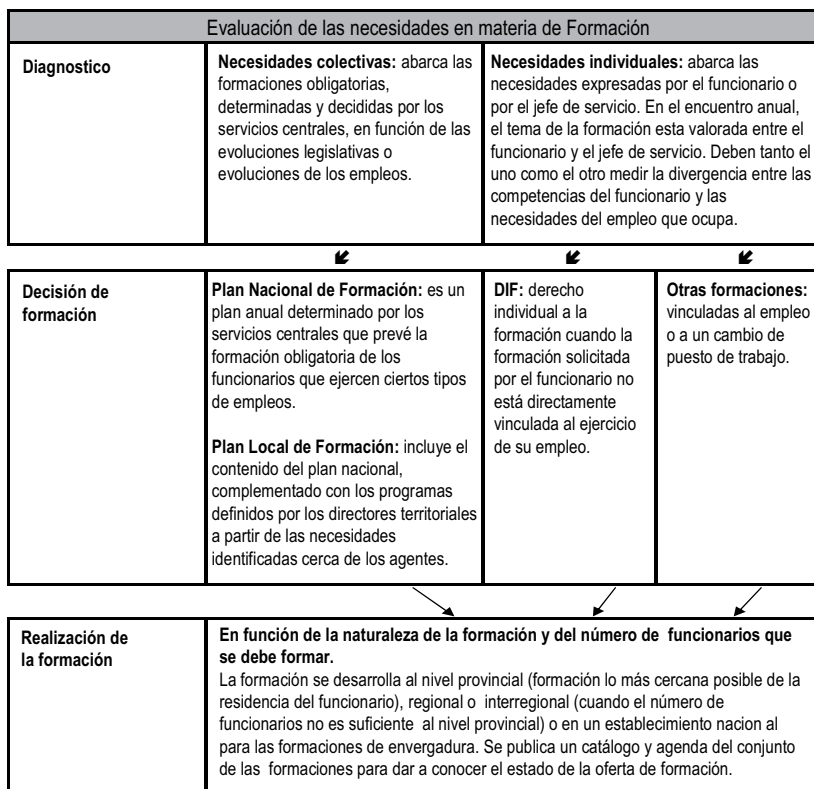 Evaluación de las necesidades en materia de Formación
Diagnostico
Necesidades colectivas: abarca las
formaciones obligatorias,
determinadas y decididas por los
servicios centrales, en función de las
evoluciones legislativas o
evoluciones de los empleos.
Necesidades individuales: abarca las
necesidades expresadas por el funcionario o
por el jefe de servicio. En el encuentro anual,
el tema de la formación esta valorada entre el
funcionario y el jefe de servicio. Deben tanto el
uno como el otro medir la divergencia entre las
competencias del funcionario y las
necesidades del empleo que ocupa.
Decisión de
formación
Plan Nacional de Formación: es un
plan anual determinado por los
servicios centrales que prevé la
formación obligatoria de los
funcionarios que ejercen ciertos tipos
de empleos.
Plan Local de Formación: incluye el
contenido del plan nacional,
complementado con los programas
definidos por los directores territoriales
a partir de las necesidades
identificadas cerca de los agentes.
DIF: derecho
individual a la
formación cuando la
formación solicitada
por el funcionario no
está directamente
vinculada al ejercicio
de su empleo.
Otras formaciones:
vinculadas al empleo
o a un cambio de
puesto de trabajo.
Realización de
la formación
En función de la naturaleza de la formación y del número de funcionarios que
se debe formar.
La formación se desarrolla al nivel provincial (formación lo más cercana posible de la
residencia del funcionario), regional o interregional (cuando el número de
funcionarios no es suficiente al nivel provincial) o en un establecimiento nacion al
para las formaciones de envergadura. Se publica un catálogo y agenda del conjunto
de las formaciones para dar a conocer el estado de la oferta de formación.